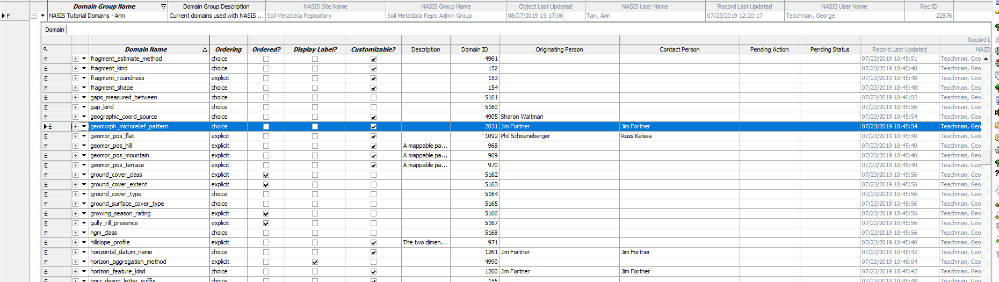 Domain Group Name Domain Group Description NASIS Site Name NASIS Group Name Object Last Updated NASIS User Name Record Last Updated NASIS User Name Rec ID
E NASIS Tutorial Domains - Ann Current domains used with NASIS ... Soil Metadata Repository Soil Metadata Repo Admin Group 08/07/2019 15:17:00 Tan, Ann 07/23/2019 12:20:17 Teachman, George 22876
Domain
Record L
Domain Name Ordering Ordered? Display Label? Customizable? Description Domain ID Originating Person Contact Person Pending Action Pending Status Record Last Updated NASIS
E fragment_estimate_method choice 4961 07/23/2019 10:45:51 Teachman, Geo
E fragment_kind choice 152 07/23/2019 10:45:48 Teachman, Geo
E fragment_roundness explicit 153 07/23/2019 10:45:48 Teachman, Geo
E fragment_shape choice 154 07/23/2019 10:45:48 Teachman, Geo
E gaps_measured_between choice 5161 07/23/2019 10:46:02 Teachman, Geo
E gap_kind choice 5160 07/23/2019 10:45:56 Teachman, Geo
E geographic_coord_source choice 4905 Sharon Waltman 07/23/2019 10:45:54 Teachman, Geo
E geomorph_microrelief_pattern choice 2031 Jim Fortner Jim Fortner 07/23/2019 10:45:54 Teachman, Geo
E geomor_pos_flat explicit 1092 Phil Schoeneberger Russ Kelsea 07/23/2019 10:45:40 Teachman, Geo
E geomor_pos_hill explicit A mappable pa... 968 07/23/2019 10:45:40 Teachman, Geo
E geomor_pos_mountain explicit A mappable pa... 969 07/23/2019 10:45:40 Teachman, Geo
E geomor_pos_terrace explicit A mappable pa... 970 07/23/2019 10:45:40 Teachman, Geo
E ground_cover_class explicit 5162 07/23/2019 10:45:56 Teachman, Geo
E ground_cover_extent explicit 5163 07/23/2019 10:45:56 Teachman, Geo
E ground_cover_type choice 5164 07/23/2019 10:45:56 Teachman, Geo
E ground_surface_cover_type choice 5165 07/23/2019 10:45:56 Teachman, Geo
E growing_season_rating explicit 5166 07/23/2019 10:45:56 Teachman, Geo
E gully_rill_presence explicit 5167 07/23/2019 10:45:56 Teachman, Geo
E hgm_class choice 5168 07/23/2019 10:45:56 Teachman, Geo
E hillslope_profile explicit The two dimen... 971 07/23/2019 10:45:40 Teachman, Geo
E horizontal_datum_name choice 1261 Jim Fortner Jim Fortner 07/23/2019 10:45:42 Teachman, Geo
E horizon_aggregation_method explicit 4990 07/23/2019 10:46:04 Teachman, Geo
E horizon_feature_kind choice 1260 Jim Fortner Jim Fortner 07/23/2019 10:45:42 Teachman, Geo
E horz_desgn_letter_suffix choice 155 07/23/2019 10:45:48 Teachman, Geo